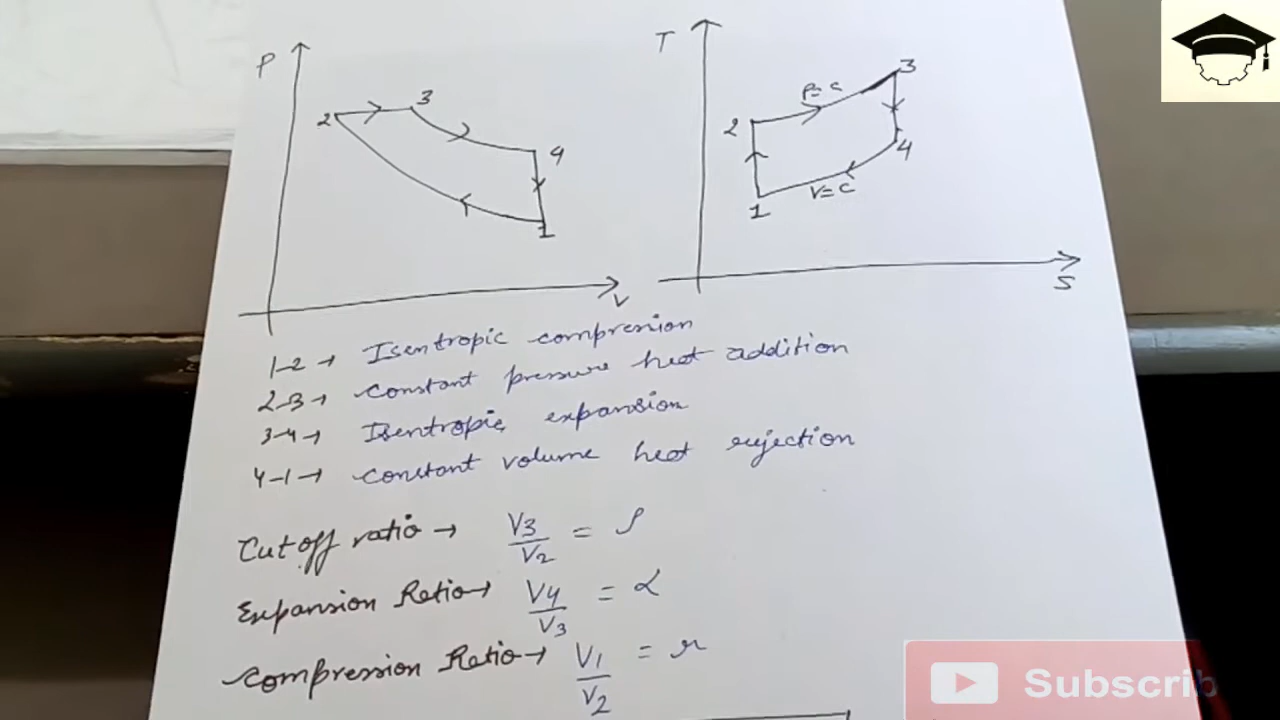 P
2
3
4
1
V
T
P=C
3
2
4
V=C
1
S
1-2→ Isentropic compression
2-3→ constant pressure heat addition
3-4→ Isentropic expansion
4-1→ constant volume heat rejection
Cut off ratio → V3/V2 = ρ
Expansion Ratio→ V4/V3 = α
Compression Ratio→ V1/V2 = r
Subscrib